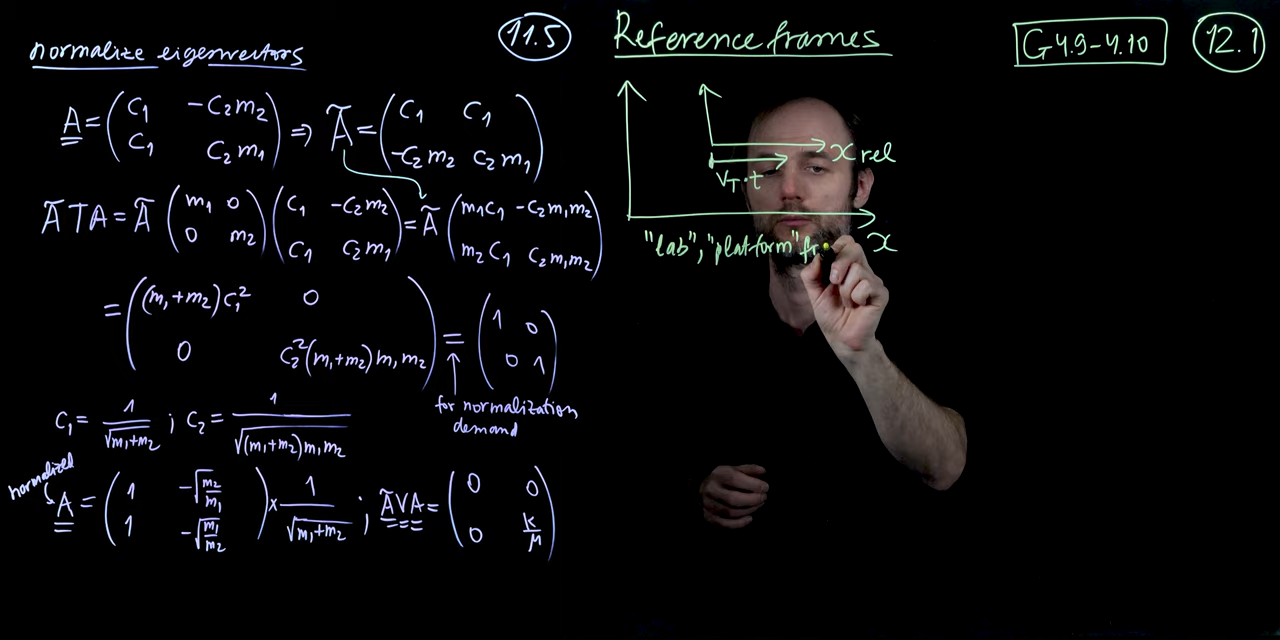 normalize eigenvectors
11.5
A = (C₁ -C₂m₂ ; C₁ C₂m₁) ⇒ Ã = (C₁ C₁ ; -C₂m₂ C₂m₁)
ÃTA = Ã (m₁ 0 ; 0 m₂) (C₁ -C₂m₂ ; C₁ C₂m₁) = Ã (m₁C₁ -C₂m₁m₂ ; m₂C₁ C₂m₁m₂)
= ((m₁+m₂)C₁² 0 ; 0 C₂²(m₁+m₂)m₁m₂) = (1 0 ; 0 1)
for normalization
demand
C₁ = 1/√(m₁+m₂) ; C₂ = 1/√((m₁+m₂)m₁m₂)
normalized
A = (1 -√(m₂/m₁) ; 1 -√(m₁/m₂)) × 1/√(m₁+m₂) ; ÃVA = (0 0 ; 0 K/μ)
Reference frames
G 4.9-4.10
12.1
x rel
v_T·t
x
"lab", "platform" fr